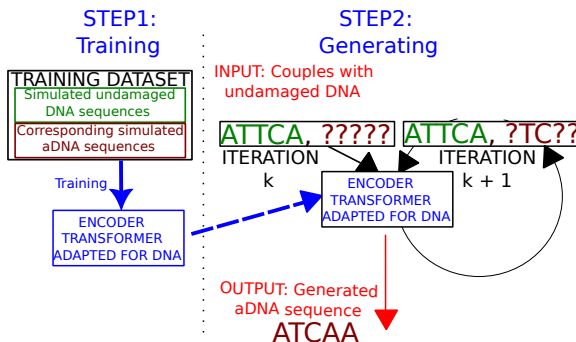 STEP1:
Training
TRAINING DATASET
Simulated undamaged
DNA sequences
Corresponding simulated
aDNA sequences
Training
ENCODER
TRANSFORMER
ADAPTED FOR DNA
STEP2:
Generating
INPUT: Couples with
undamaged DNA
ATTCA, ?????
ATTCA, ?TC??
ITERATION
k
ITERATION
k + 1
ENCODER
TRANSFORMER
ADAPTED FOR DNA
OUTPUT: Generated
aDNA sequence
ATCAA